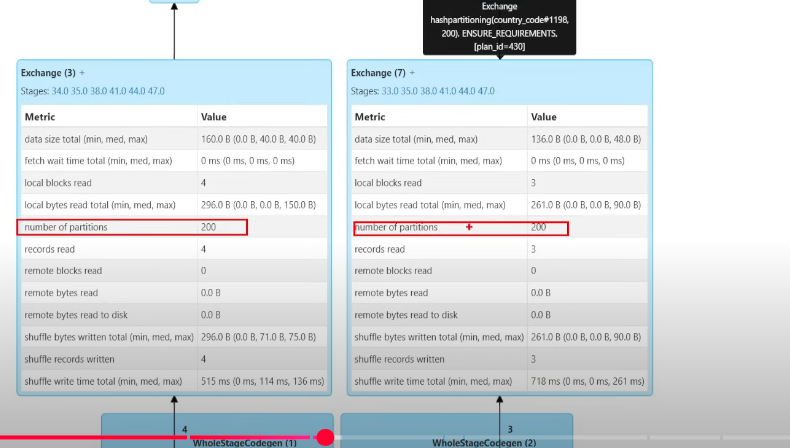 Exchange
hashpartitioning(country_code#1198,
200), ENSURE_REQUIREMENTS,
[plan_id=430]
Exchange (3) +
Stages: 34.0 35.0 38.0 41.0 44.0 47.0
Metric Value
data size total (min, med, max) 160.0 B (0.0 B, 40.0 B, 40.0 B)
fetch wait time total (min, med, max) 0 ms (0 ms, 0 ms, 0 ms)
local blocks read 4
local bytes read total (min, med, max) 296.0 B (0.0 B, 0.0 B, 150.0 B)
number of partitions 200
records read 4
remote blocks read 0
remote bytes read 0.0 B
remote bytes read to disk 0.0 B
shuffle bytes written total (min, med, max) 296.0 B (0.0 B, 71.0 B, 75.0 B)
shuffle records written 4
shuffle write time total (min, med, max) 515 ms (0 ms, 114 ms, 136 ms)
Exchange (7) +
Stages: 33.0 35.0 38.0 41.0 44.0 47.0
Metric Value
data size total (min, med, max) 136.0 B (0.0 B, 0.0 B, 48.0 B)
fetch wait time total (min, med, max) 0 ms (0 ms, 0 ms, 0 ms)
local blocks read 3
local bytes read total (min, med, max) 261.0 B (0.0 B, 0.0 B, 90.0 B)
number of partitions 200
records read 3
remote blocks read 0
remote bytes read 0.0 B
remote bytes read to disk 0.0 B
shuffle bytes written total (min, med, max) 261.0 B (0.0 B, 0.0 B, 90.0 B)
shuffle records written 3
shuffle write time total (min, med, max) 718 ms (0 ms, 0 ms, 261 ms)
4
WholeStageCodegen (1)
3
WholeStageCodegen (2)